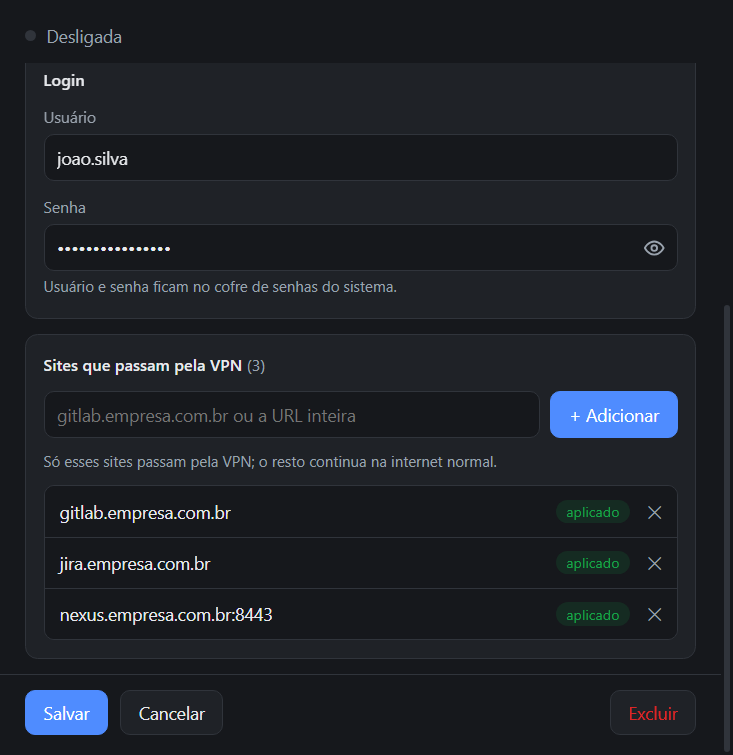 Desligada
Login
Usuário
joao.silva
Senha
••••••••••••••••
Usuário e senha ficam no cofre de senhas do sistema.
Sites que passam pela VPN (3)
gitlab.empresa.com.br ou a URL inteira
+ Adicionar
Só esses sites passam pela VPN; o resto continua na internet normal.
gitlab.empresa.com.br aplicado
jira.empresa.com.br aplicado
nexus.empresa.com.br:8443 aplicado
Salvar Cancelar Excluir